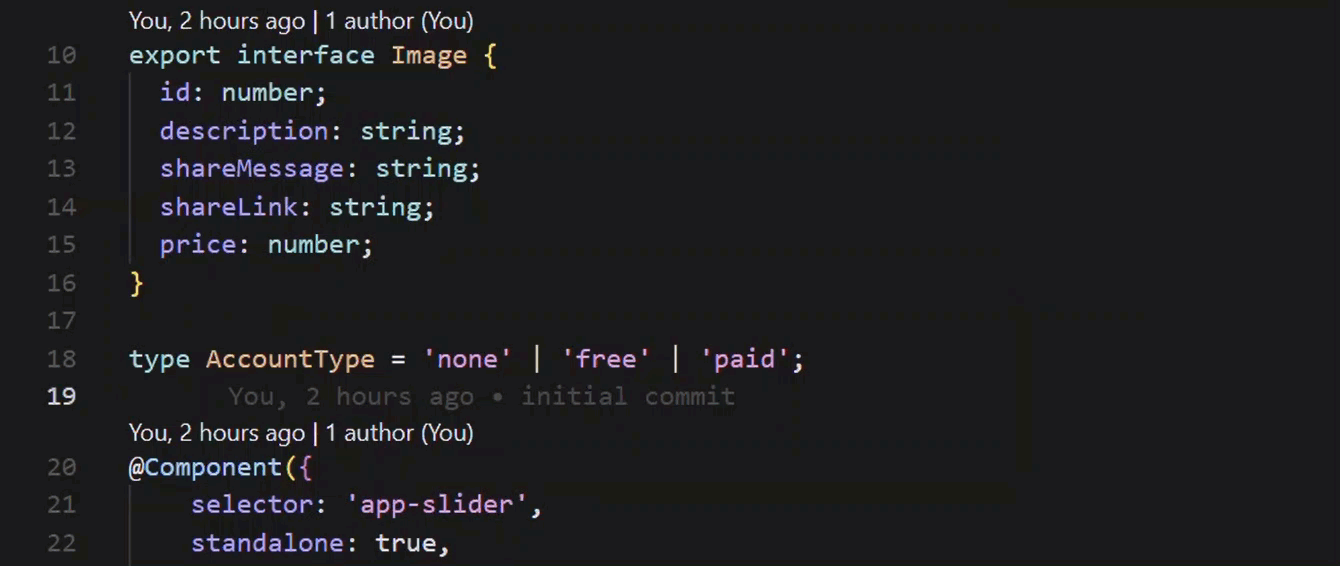 You, 2 hours ago | 1 author (You)
10 export interface Image {
11 id: number;
12 description: string;
13 shareMessage: string;
14 shareLink: string;
15 price: number;
16 }
17
18 type AccountType = 'none' | 'free' | 'paid';
19 You, 2 hours ago • initial commit
You, 2 hours ago | 1 author (You)
20 @Component({
21 selector: 'app-slider',
22 standalone: true,